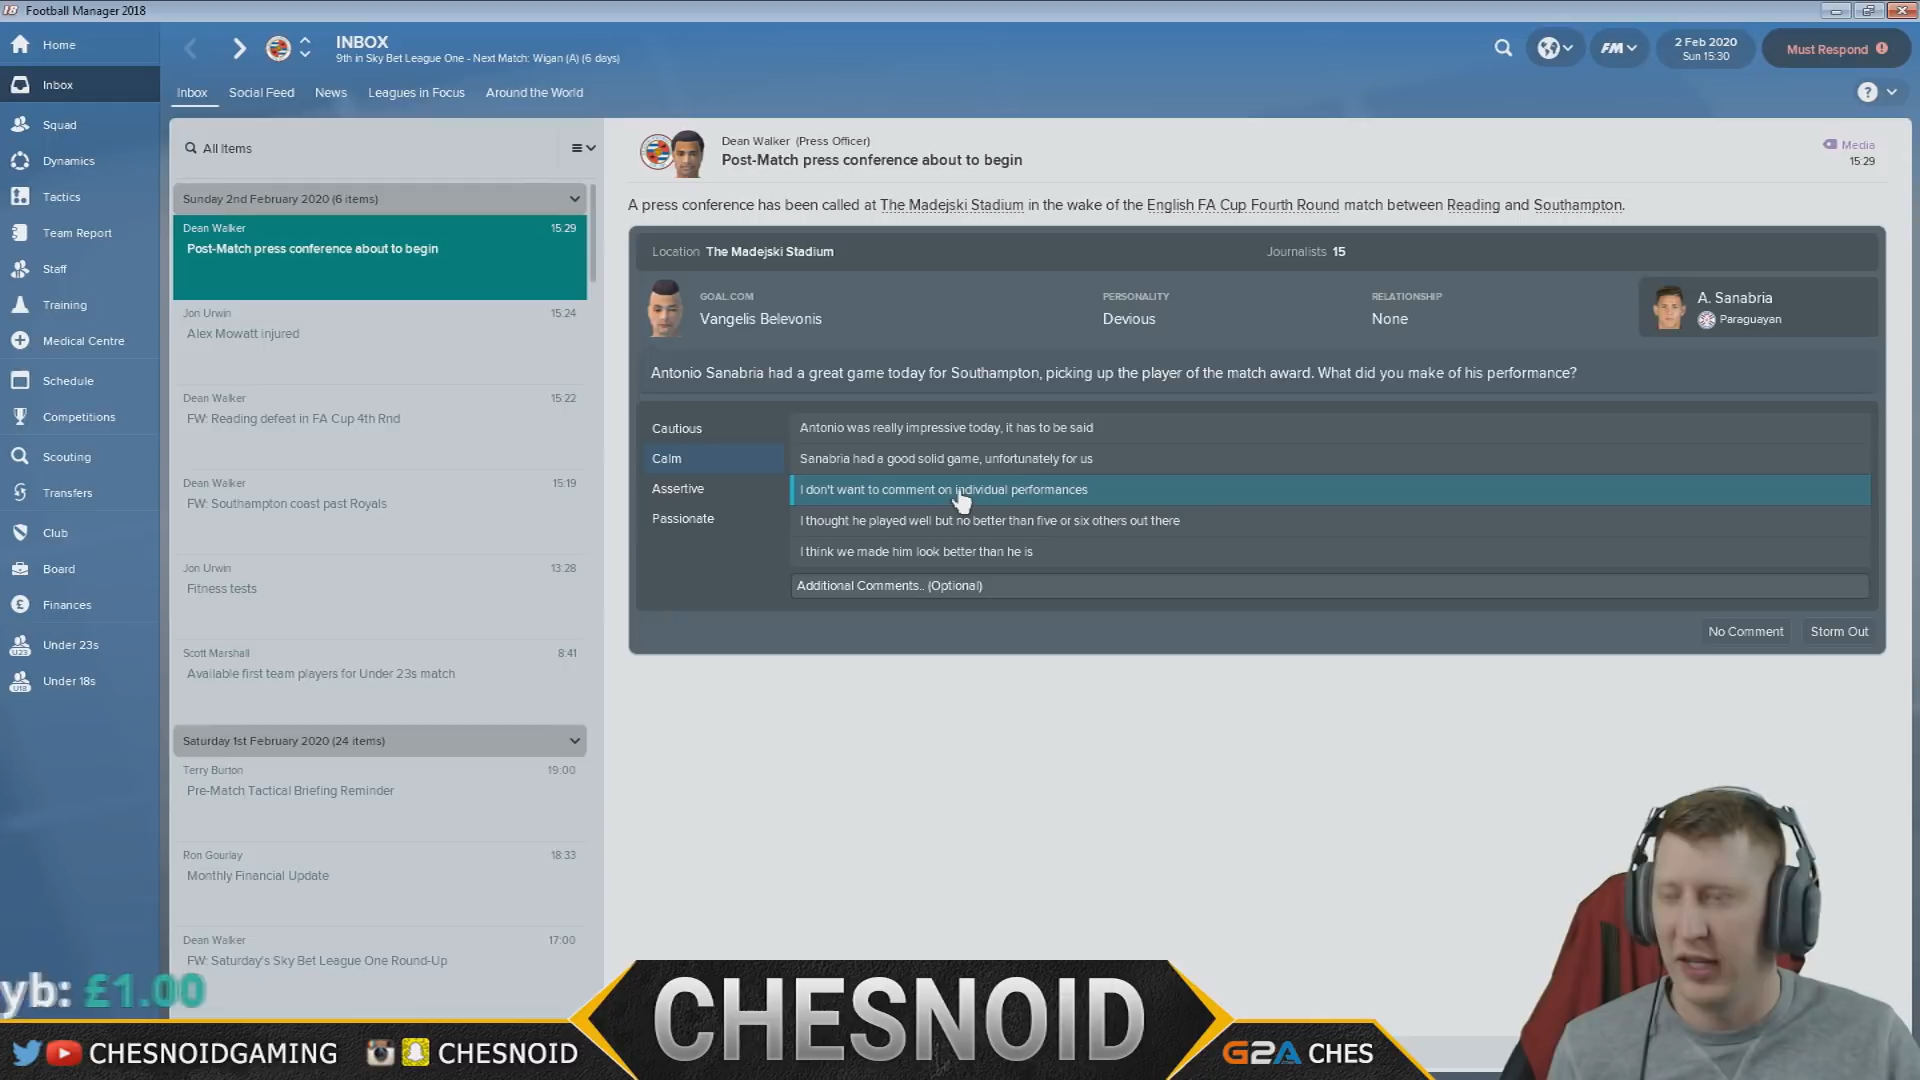 Football Manager 2018
Home
Inbox
Squad
Dynamics
Tactics
Team Report
Staff
Training
Medical Centre
Schedule
Competitions
Scouting
Transfers
Club
Board
Finances
Under 23s
Under 18s
INBOX
9th in Sky Bet League One - Next Match: Wigan (A) (6 days)
FM
2 Feb 2020
Sun 15:30
Must Respond
Inbox Social Feed News Leagues in Focus Around the World
All Items
Sunday 2nd February 2020 (6 items)
Dean Walker 15:29
Post-Match press conference about to begin
Jon Urwin 15:24
Alex Mowatt injured
Dean Walker 15:22
FW: Reading defeat in FA Cup 4th Rnd
Dean Walker 15:19
FW: Southampton coast past Royals
Jon Urwin 13:28
Fitness tests
Scott Marshall 8:41
Available first team players for Under 23s match
Saturday 1st February 2020 (24 items)
Terry Burton 19:00
Pre-Match Tactical Briefing Reminder
Ron Gourlay 18:33
Monthly Financial Update
Dean Walker 17:00
FW: Saturday's Sky Bet League One Round-Up
Dean Walker (Press Officer)
Post-Match press conference about to begin
Media
15:29
A press conference has been called at The Madejski Stadium in the wake of the English FA Cup Fourth Round match between Reading and Southampton.
Location The Madejski Stadium Journalists 15
GOAL.COM PERSONALITY RELATIONSHIP
Vangelis Belevonis Devious None
A. Sanabria
Paraguayan
Antonio Sanabria had a great game today for Southampton, picking up the player of the match award. What did you make of his performance?
Cautious
Calm
Assertive
Passionate
Antonio was really impressive today, it has to be said
Sanabria had a good solid game, unfortunately for us
I don't want to comment on individual performances
I thought he played well but no better than five or six others out there
I think we made him look better than he is
Additional Comments.. (Optional)
No Comment Storm Out
yb: £1.00
CHESNOIDGAMING
CHESNOID
CHESNOID
G2A CHES